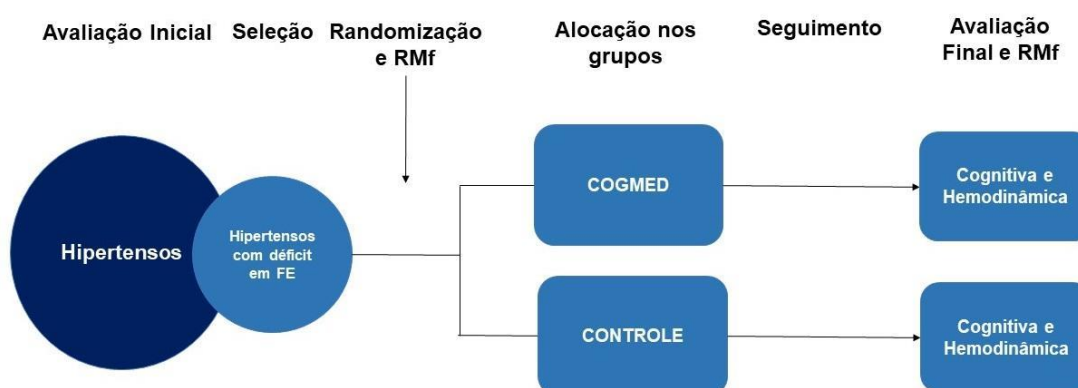 Avaliação Inicial
Seleção
Randomização
e RMf
Alocação nos
grupos
Seguimento
Avaliação
Final e RMf
Hipertensos
Hipertensos
com déficit
em FE
COGMED
Cognitiva e
Hemodinâmica
CONTROLE
Cognitiva e
Hemodinâmica